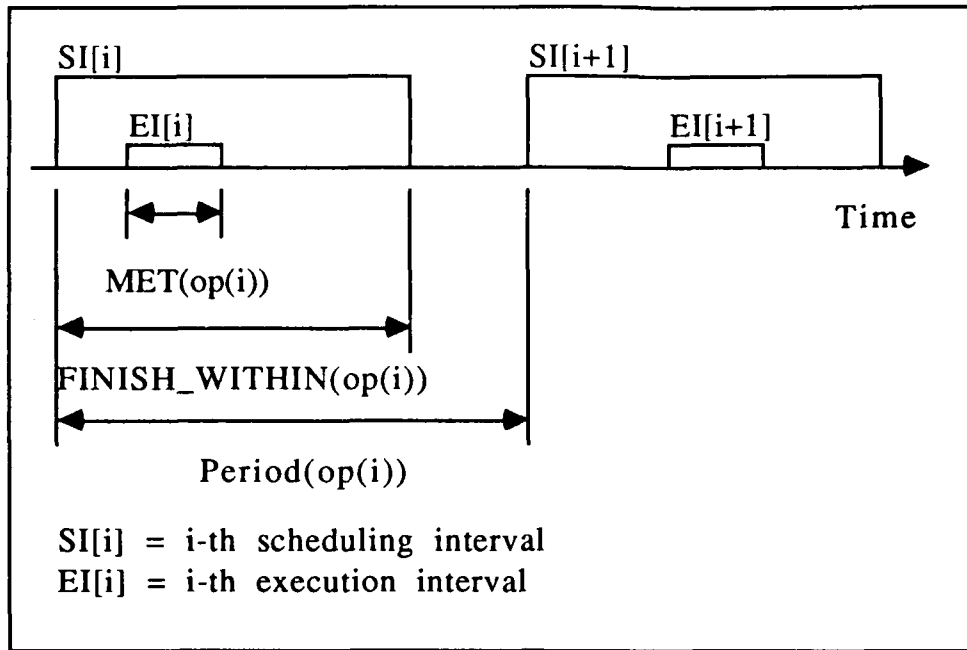 SI[i]
SI[i+1]
EI[i]
EI[i+1]
Time
MET(op(i))
FINISH_WITHIN(op(i))
Period(op(i))
SI[i] = i-th scheduling interval
EI[i] = i-th execution interval